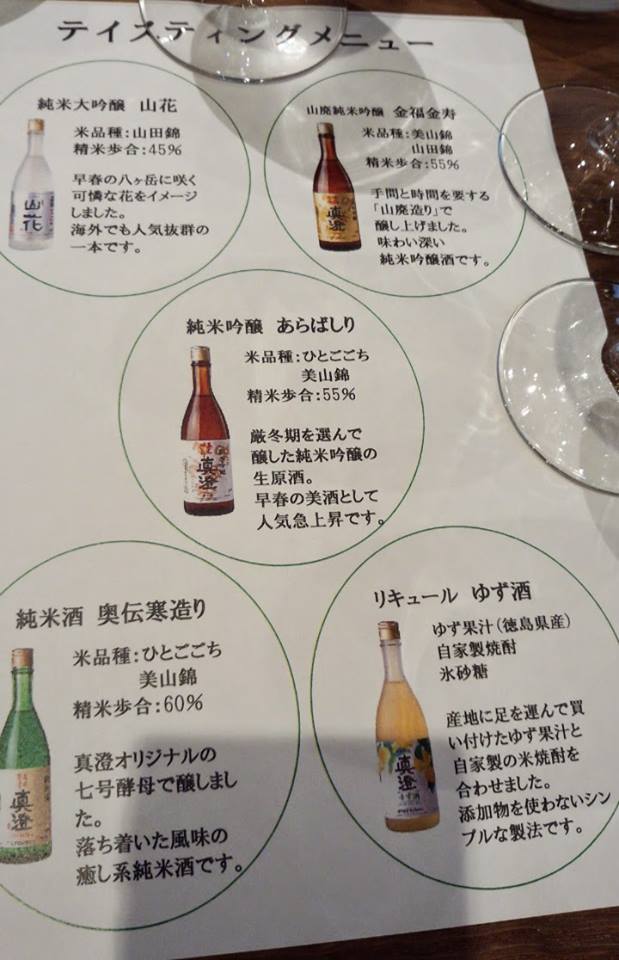 テイスティングメニュー
純米大吟醸 山花
米品種:山田錦
精米歩合:45%
早春の八ヶ岳に咲く
可憐な花をイメージ
しました。
海外でも人気抜群の
一本です。
山花
山廃純米吟醸 金福金寿
米品種:美山錦
山田錦
精米歩合:55%
手間と時間を要する
「山廃造り」で
醸し上げました。
味わい深い
純米吟醸酒です。
真澄
純米吟醸 あらばしり
米品種:ひとごこち
美山錦
精米歩合:55%
厳冬期を選んで
醸した純米吟醸の
生原酒。
早春の美酒として
人気急上昇です。
真澄
純米酒 奥伝寒造り
米品種:ひとごこち
美山錦
精米歩合:60%
真澄オリジナルの
七号酵母で醸しまし
た。
落ち着いた風味の
癒し系純米酒です。
真澄
リキュール ゆず酒
ゆず果汁(徳島県産)
自家製焼酎
氷砂糖
産地に足を運んで買
い付けたゆず果汁と
自家製の米焼酎を
合わせました。
添加物を使わないシン
プルな製法です。
真澄
ゆず酒